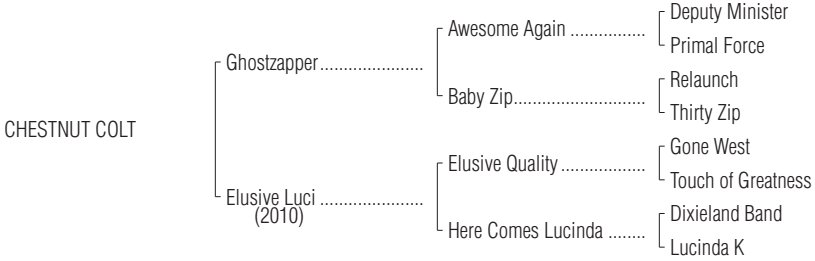 Deputy Minister
Awesome Again ................
Primal Force
Ghostzapper......................
Relaunch
Baby Zip............................
Thirty Zip
CHESTNUT COLT
Gone West
Elusive Quality ..................
Touch of Greatness
Elusive Luci ......................
(2010)
Dixieland Band
Here Comes Lucinda ........
Lucinda K